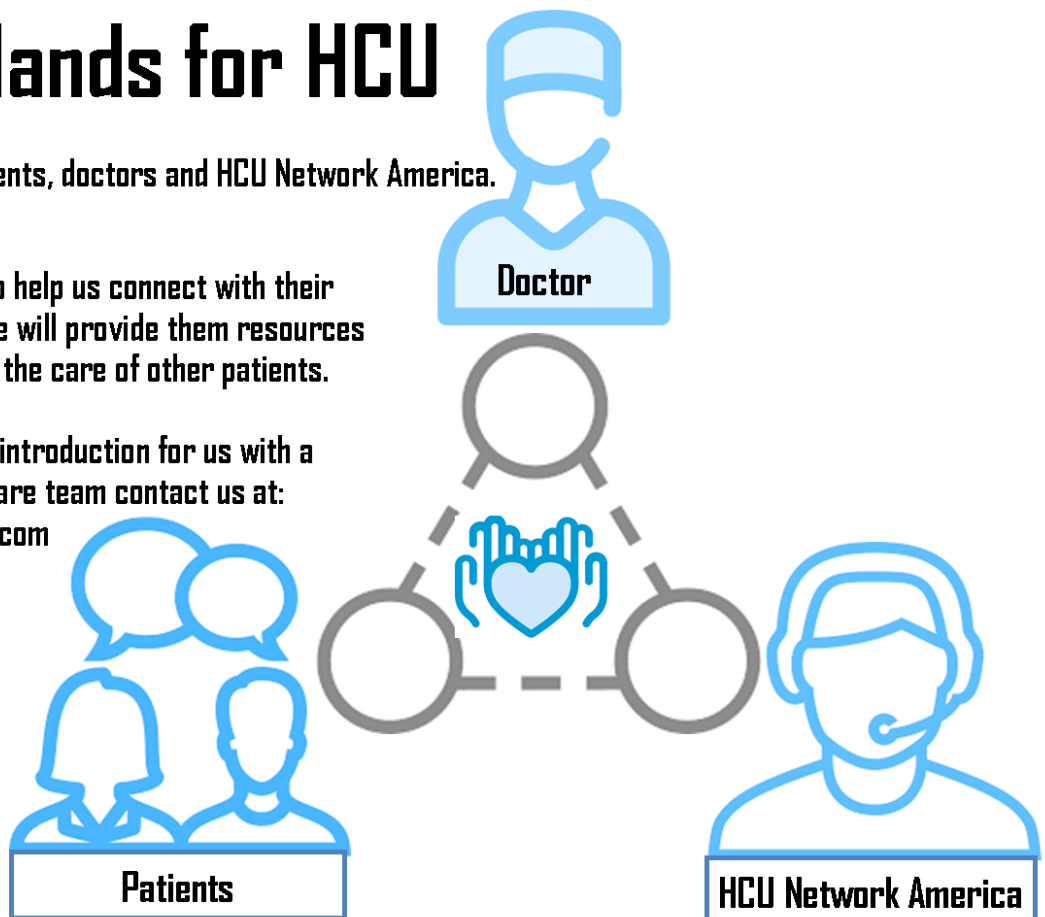 lands for HCU
ents, doctors and HCU Network America.
o help us connect with their
e will provide them resources
the care of other patients.
introduction for us with a
are team contact us at:
com
Doctor
Patients
HCU Network America